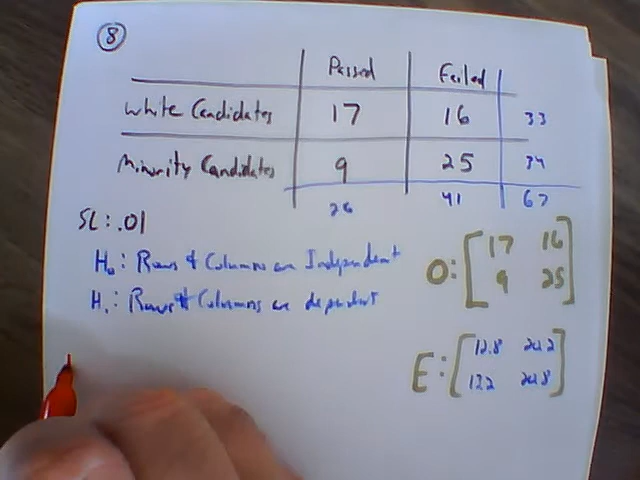 8
Passed Failed
White Candidates 17 16 33
Minority Candidates 9 25 34
26 41 67
SL: .01
H₀: Rows & Columns are Independent
H₁: Rows & Columns are dependent
O: 17 16
9 25
E: 12.8 20.2
13.2 20.8